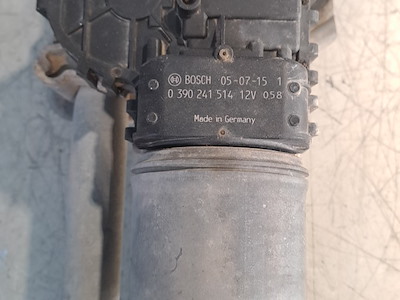 BOSCH 05-07-15 1
0 390 241 514 12V 058
Made in Germany